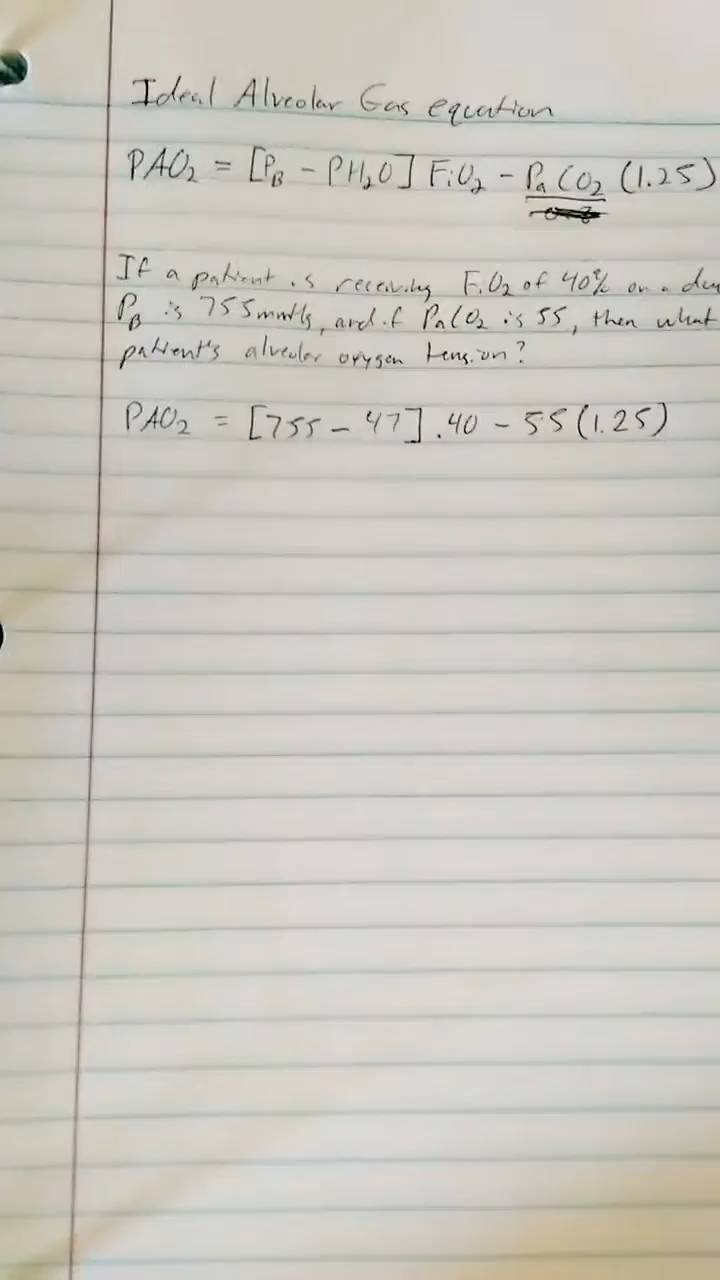 Ideal Alveolar Gas equation
PAO₂ = [P_B - PH₂O] FiO₂ - PaCO₂ (1.25)
If a patient is receiving FiO₂ of 40% on a
P_B is 755mmHg, and if PaCO₂ is 55, then what
patient's alveolar oxygen tension?
PAO₂ = [755 - 47] .40 - 55 (1.25)